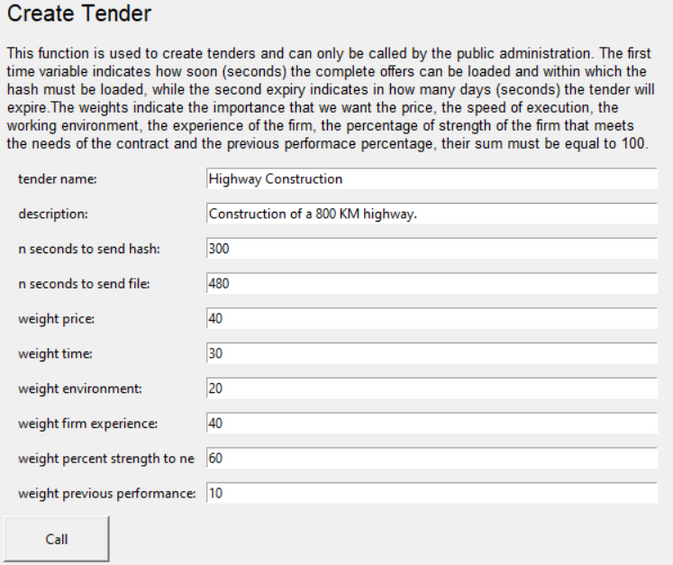 Create Tender
This function is used to create tenders and can only be called by the public administration. The first
time variable indicates how soon (seconds) the complete offers can be loaded and within which the
hash must be loaded, while the second expiry indicates in how many days (seconds) the tender will
expire.The weights indicate the importance that we want the price, the speed of execution, the
working environment, the experience of the firm, the percentage of strength of the firm that meets
the needs of the contract and the previous performace percentage, their sum must be equal to 100.
tender name: Highway Construction
description: Construction of a 800 KM highway.
n seconds to send hash: 300
n seconds to send file: 480
weight price: 40
weight time: 30
weight environment: 20
weight firm experience: 40
weight percent strength to ne 60
weight previous performance: 10
Call